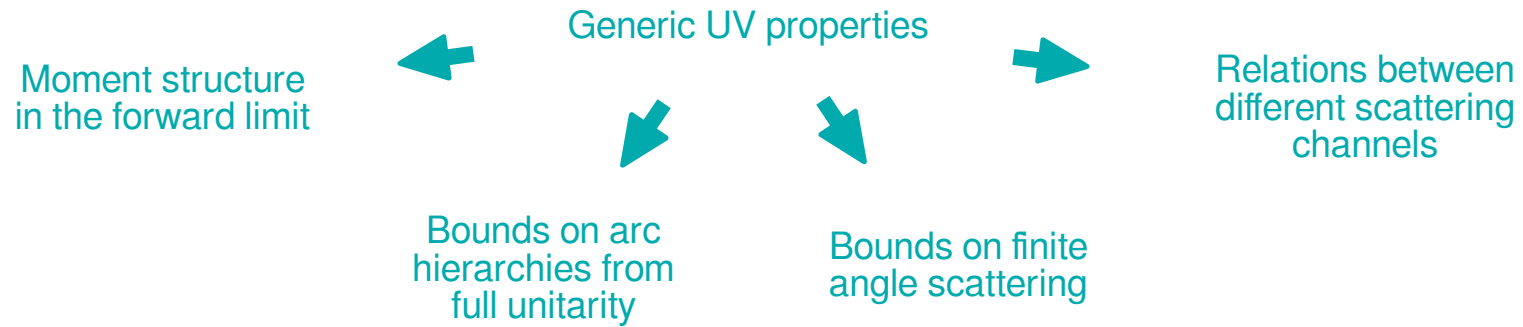 Generic UV properties
Moment structure
in the forward limit
Relations between
different scattering
channels
Bounds on arc
hierarchies from
full unitarity
Bounds on finite
angle scattering